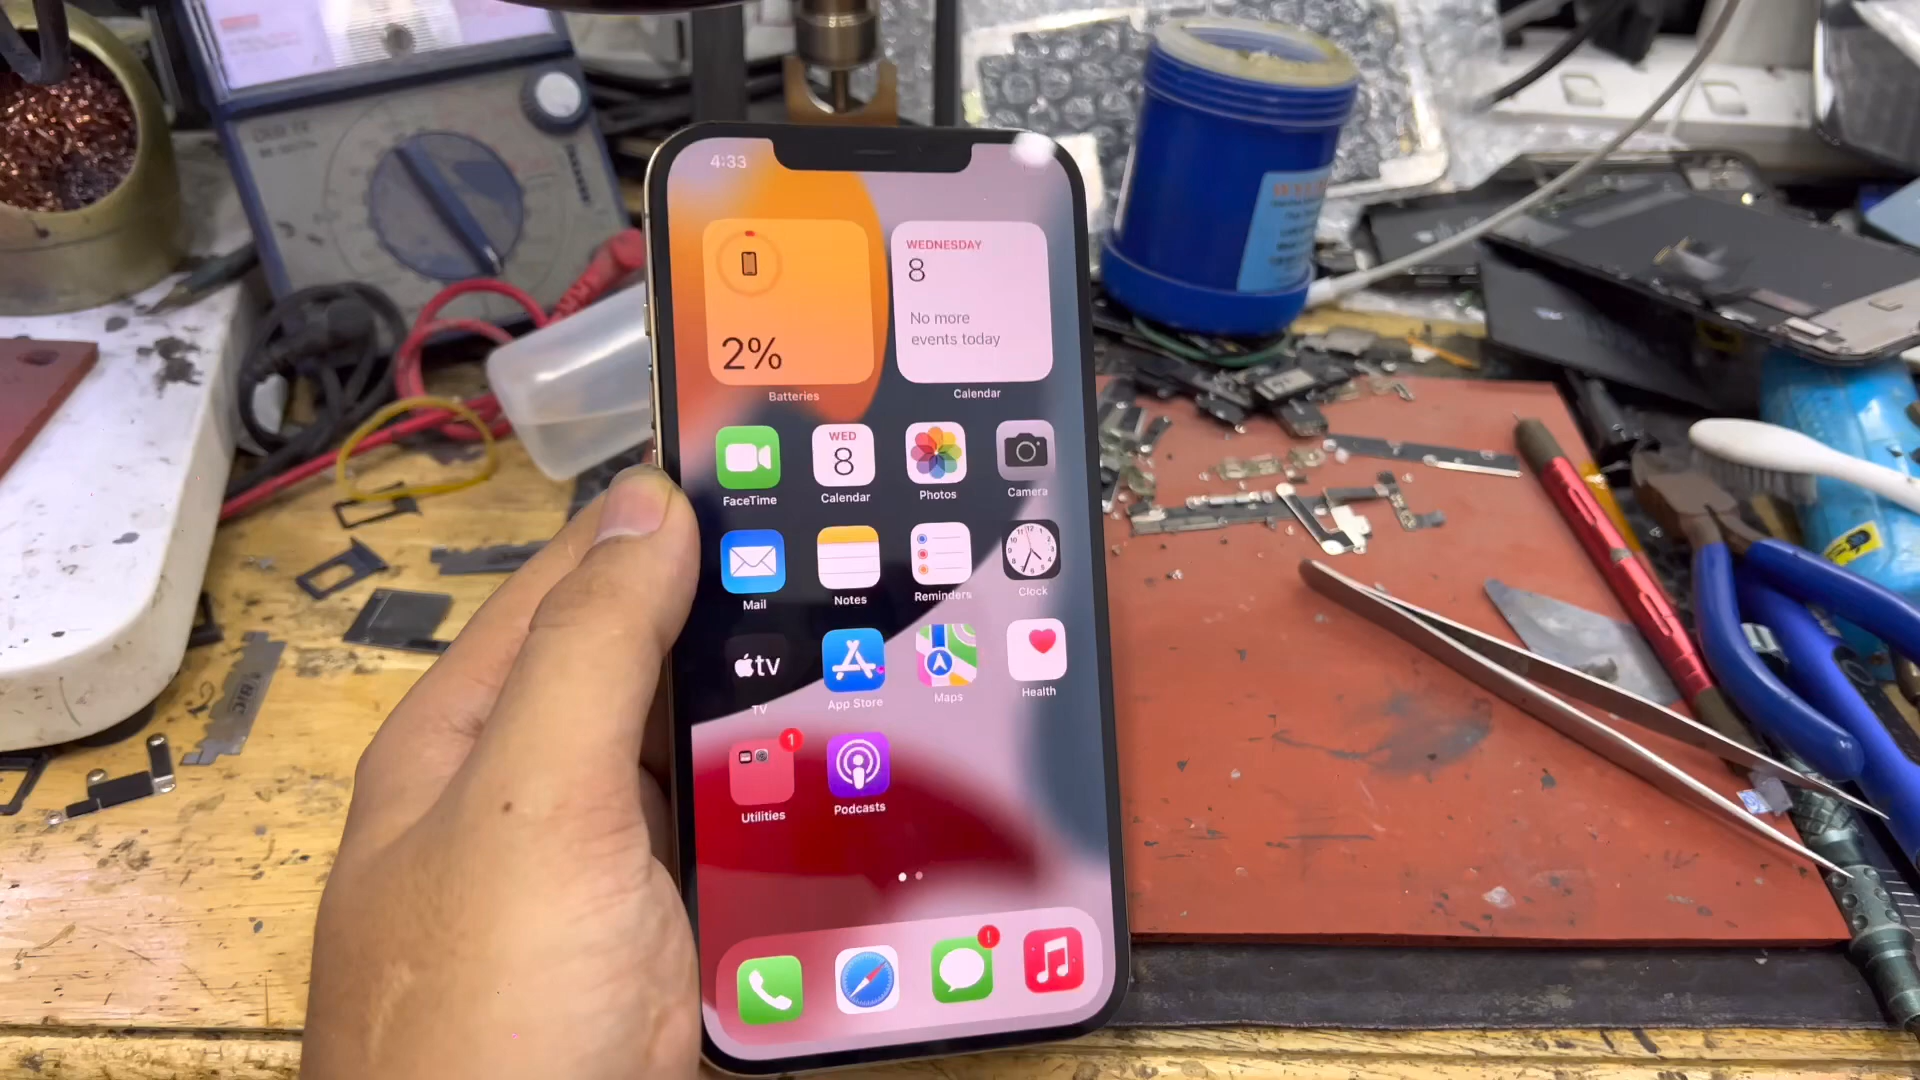 4:33
WEDNESDAY
8
No more
events today
2%
Batteries
Calendar
WED
8
FaceTime
Calendar
Photos
Camera
Mail
Notes
Reminders
Clock
tv
TV
App Store
Maps
Health
1
Utilities
Podcasts
!